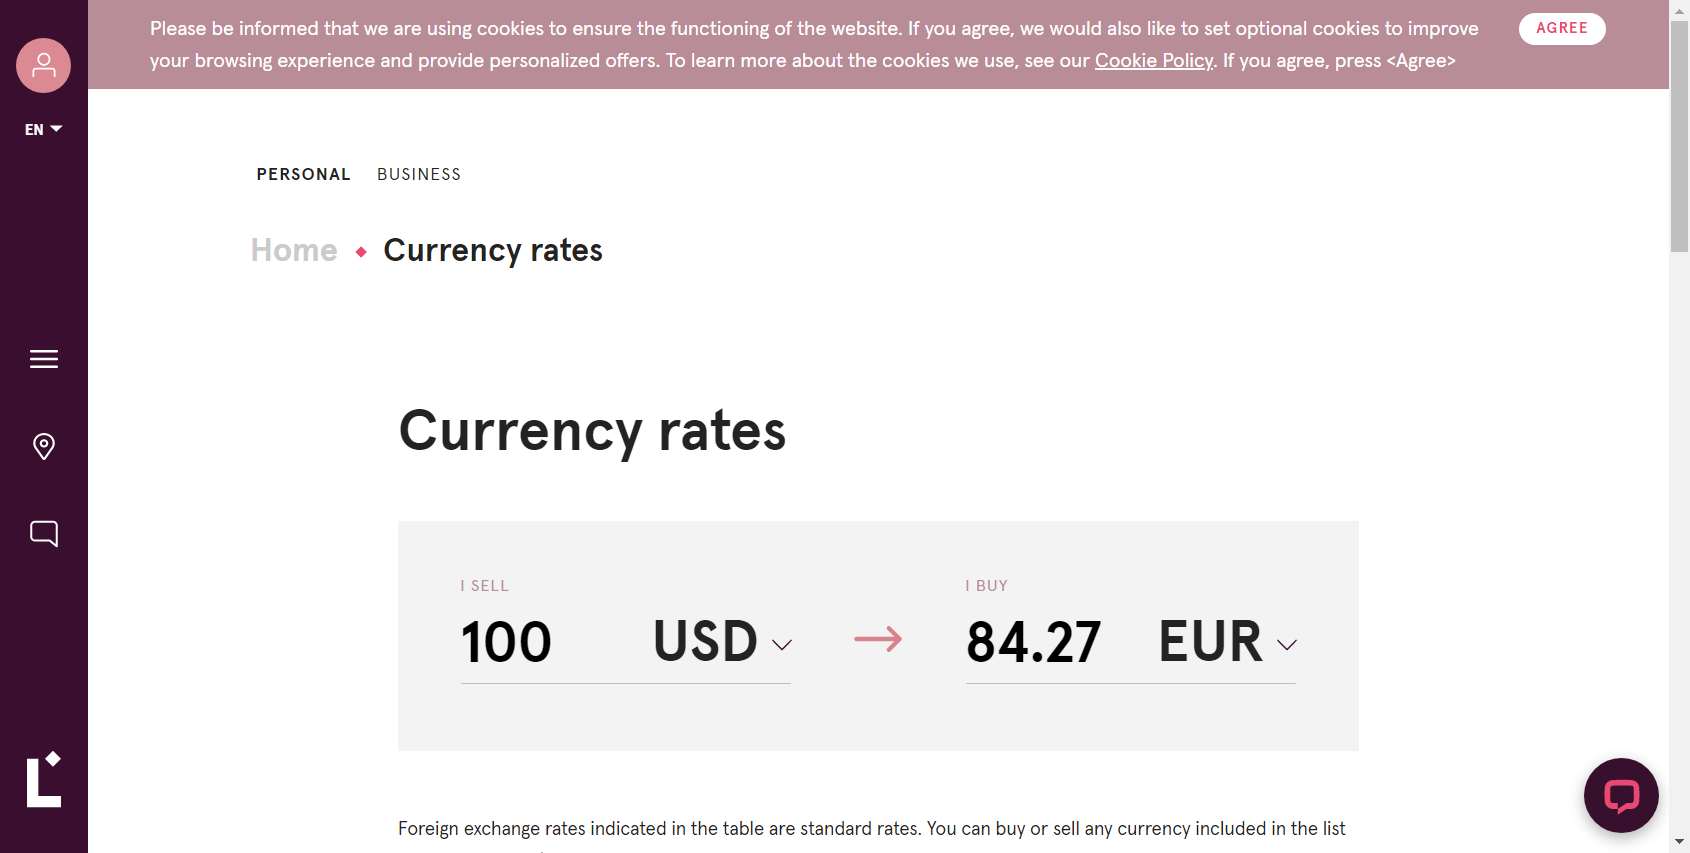 Please be informed that we are using cookies to ensure the functioning of the website. If you agree, we would also like to set optional cookies to improve
your browsing experience and provide personalized offers. To learn more about the cookies we use, see our Cookie Policy. If you agree, press <Agree>
AGREE
EN
PERSONAL BUSINESS
Home Currency rates
Currency rates
I SELL I BUY
100 USD 84.27 EUR
Foreign exchange rates indicated in the table are standard rates. You can buy or sell any currency included in the list